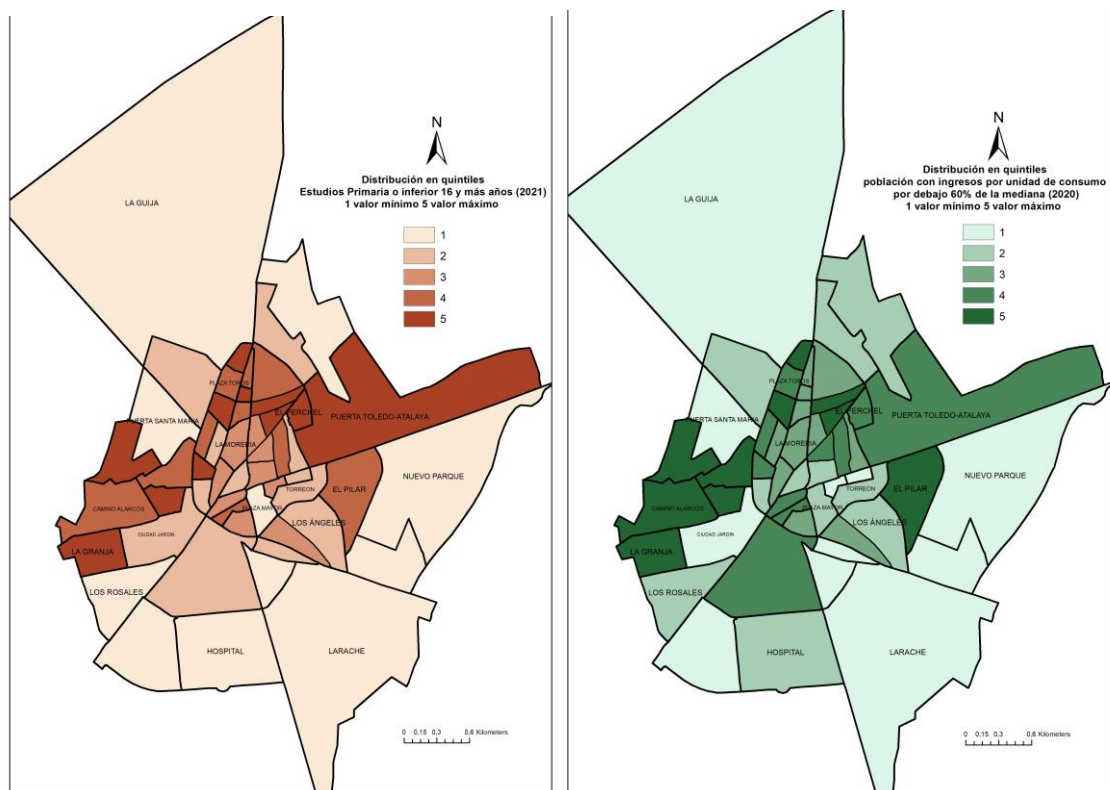 N
Distribución en quintiles
Estudios Primaria o inferior 16 y más años (2021)
1 valor mínimo 5 valor máximo
1
2
3
4
5
LA GUIJA
PLAZA TOROS
PUERTA SANTA MARIA
EL PERCHEL
PUERTA TOLEDO-ATALAYA
LA MORERIA
NUEVO PARQUE
TORREON
EL PILAR
CAMINO ALARCOS
PLAZA MAYOR
LOS ÁNGELES
CIUDAD JARDIN
LA GRANJA
LOS ROSALES
HOSPITAL
LARACHE
0 0,15 0,3 0,6 Kilometers
N
Distribución en quintiles
población con ingresos por unidad de consumo
por debajo 60% de la mediana (2020)
1 valor mínimo 5 valor máximo
1
2
3
4
5
LA GUIJA
PLAZA TOROS
PUERTA SANTA MARIA
EL PERCHEL
PUERTA TOLEDO-ATALAYA
LA MORERIA
NUEVO PARQUE
TORREON
EL PILAR
CAMINO ALARCOS
PLAZA MAYOR
LOS ÁNGELES
CIUDAD JARDIN
LA GRANJA
LOS ROSALES
HOSPITAL
LARACHE
0 0,15 0,3 0,6 Kilometers